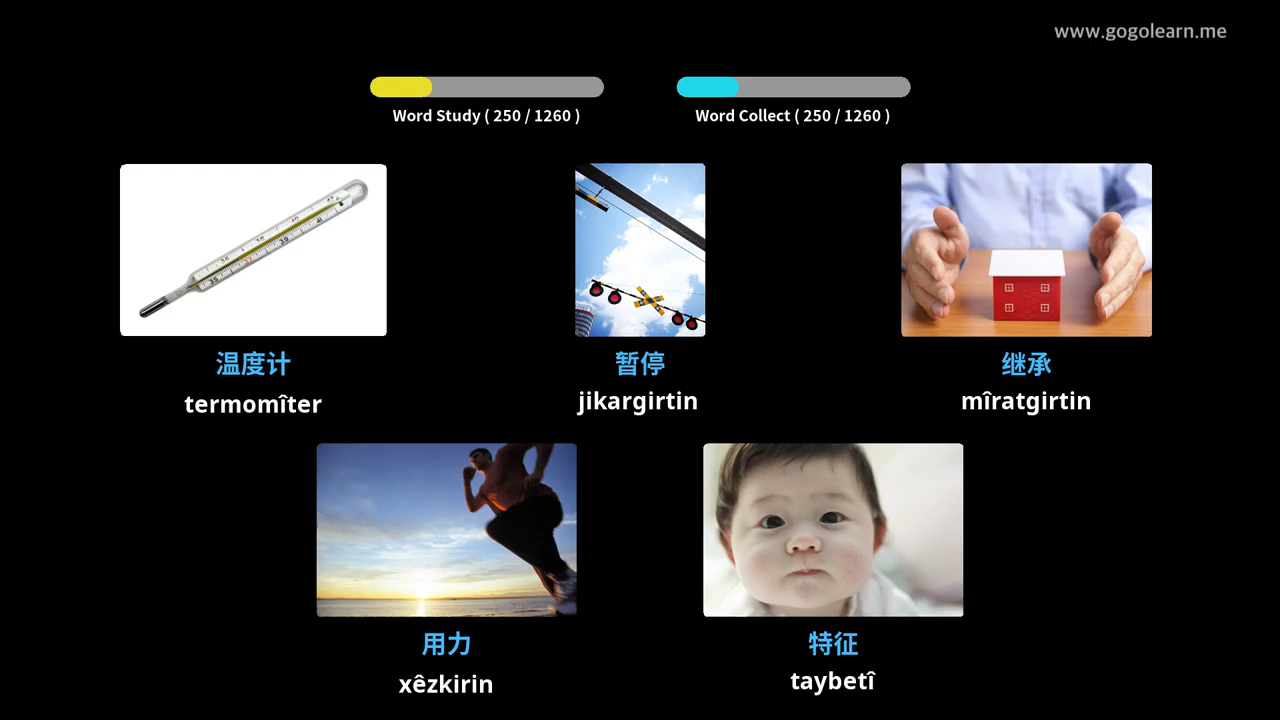 www.gogolearn.me
Word Study ( 250 / 1260 )
Word Collect ( 250 / 1260 )
温度计
termomîter
暂停
jikargirtin
继承
mîratgirtin
用力
xêzkirin
特征
taybetî